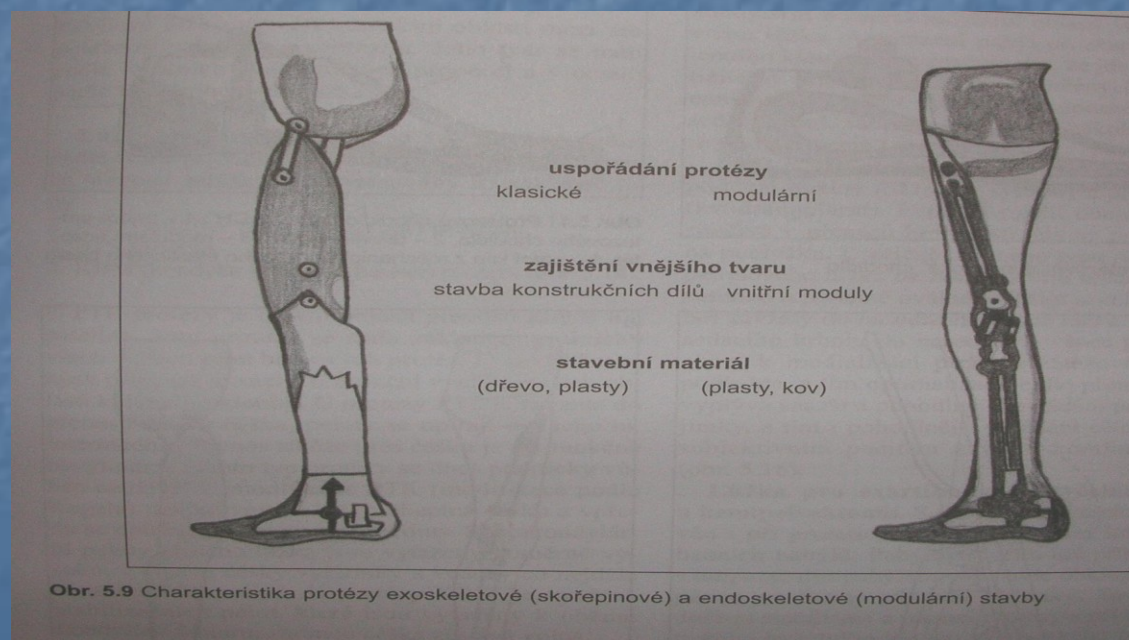 uspořádání protézy
klasické modulární
zajištění vnějšího tvaru
stavba konstrukčních dílů vnitřní moduly
stavební materiál
(dřevo, plasty) (plasty, kov)
Obr. 5.9 Charakteristika protézy exoskeletové (skořepinové) a endoskeletové (modulární) stavby